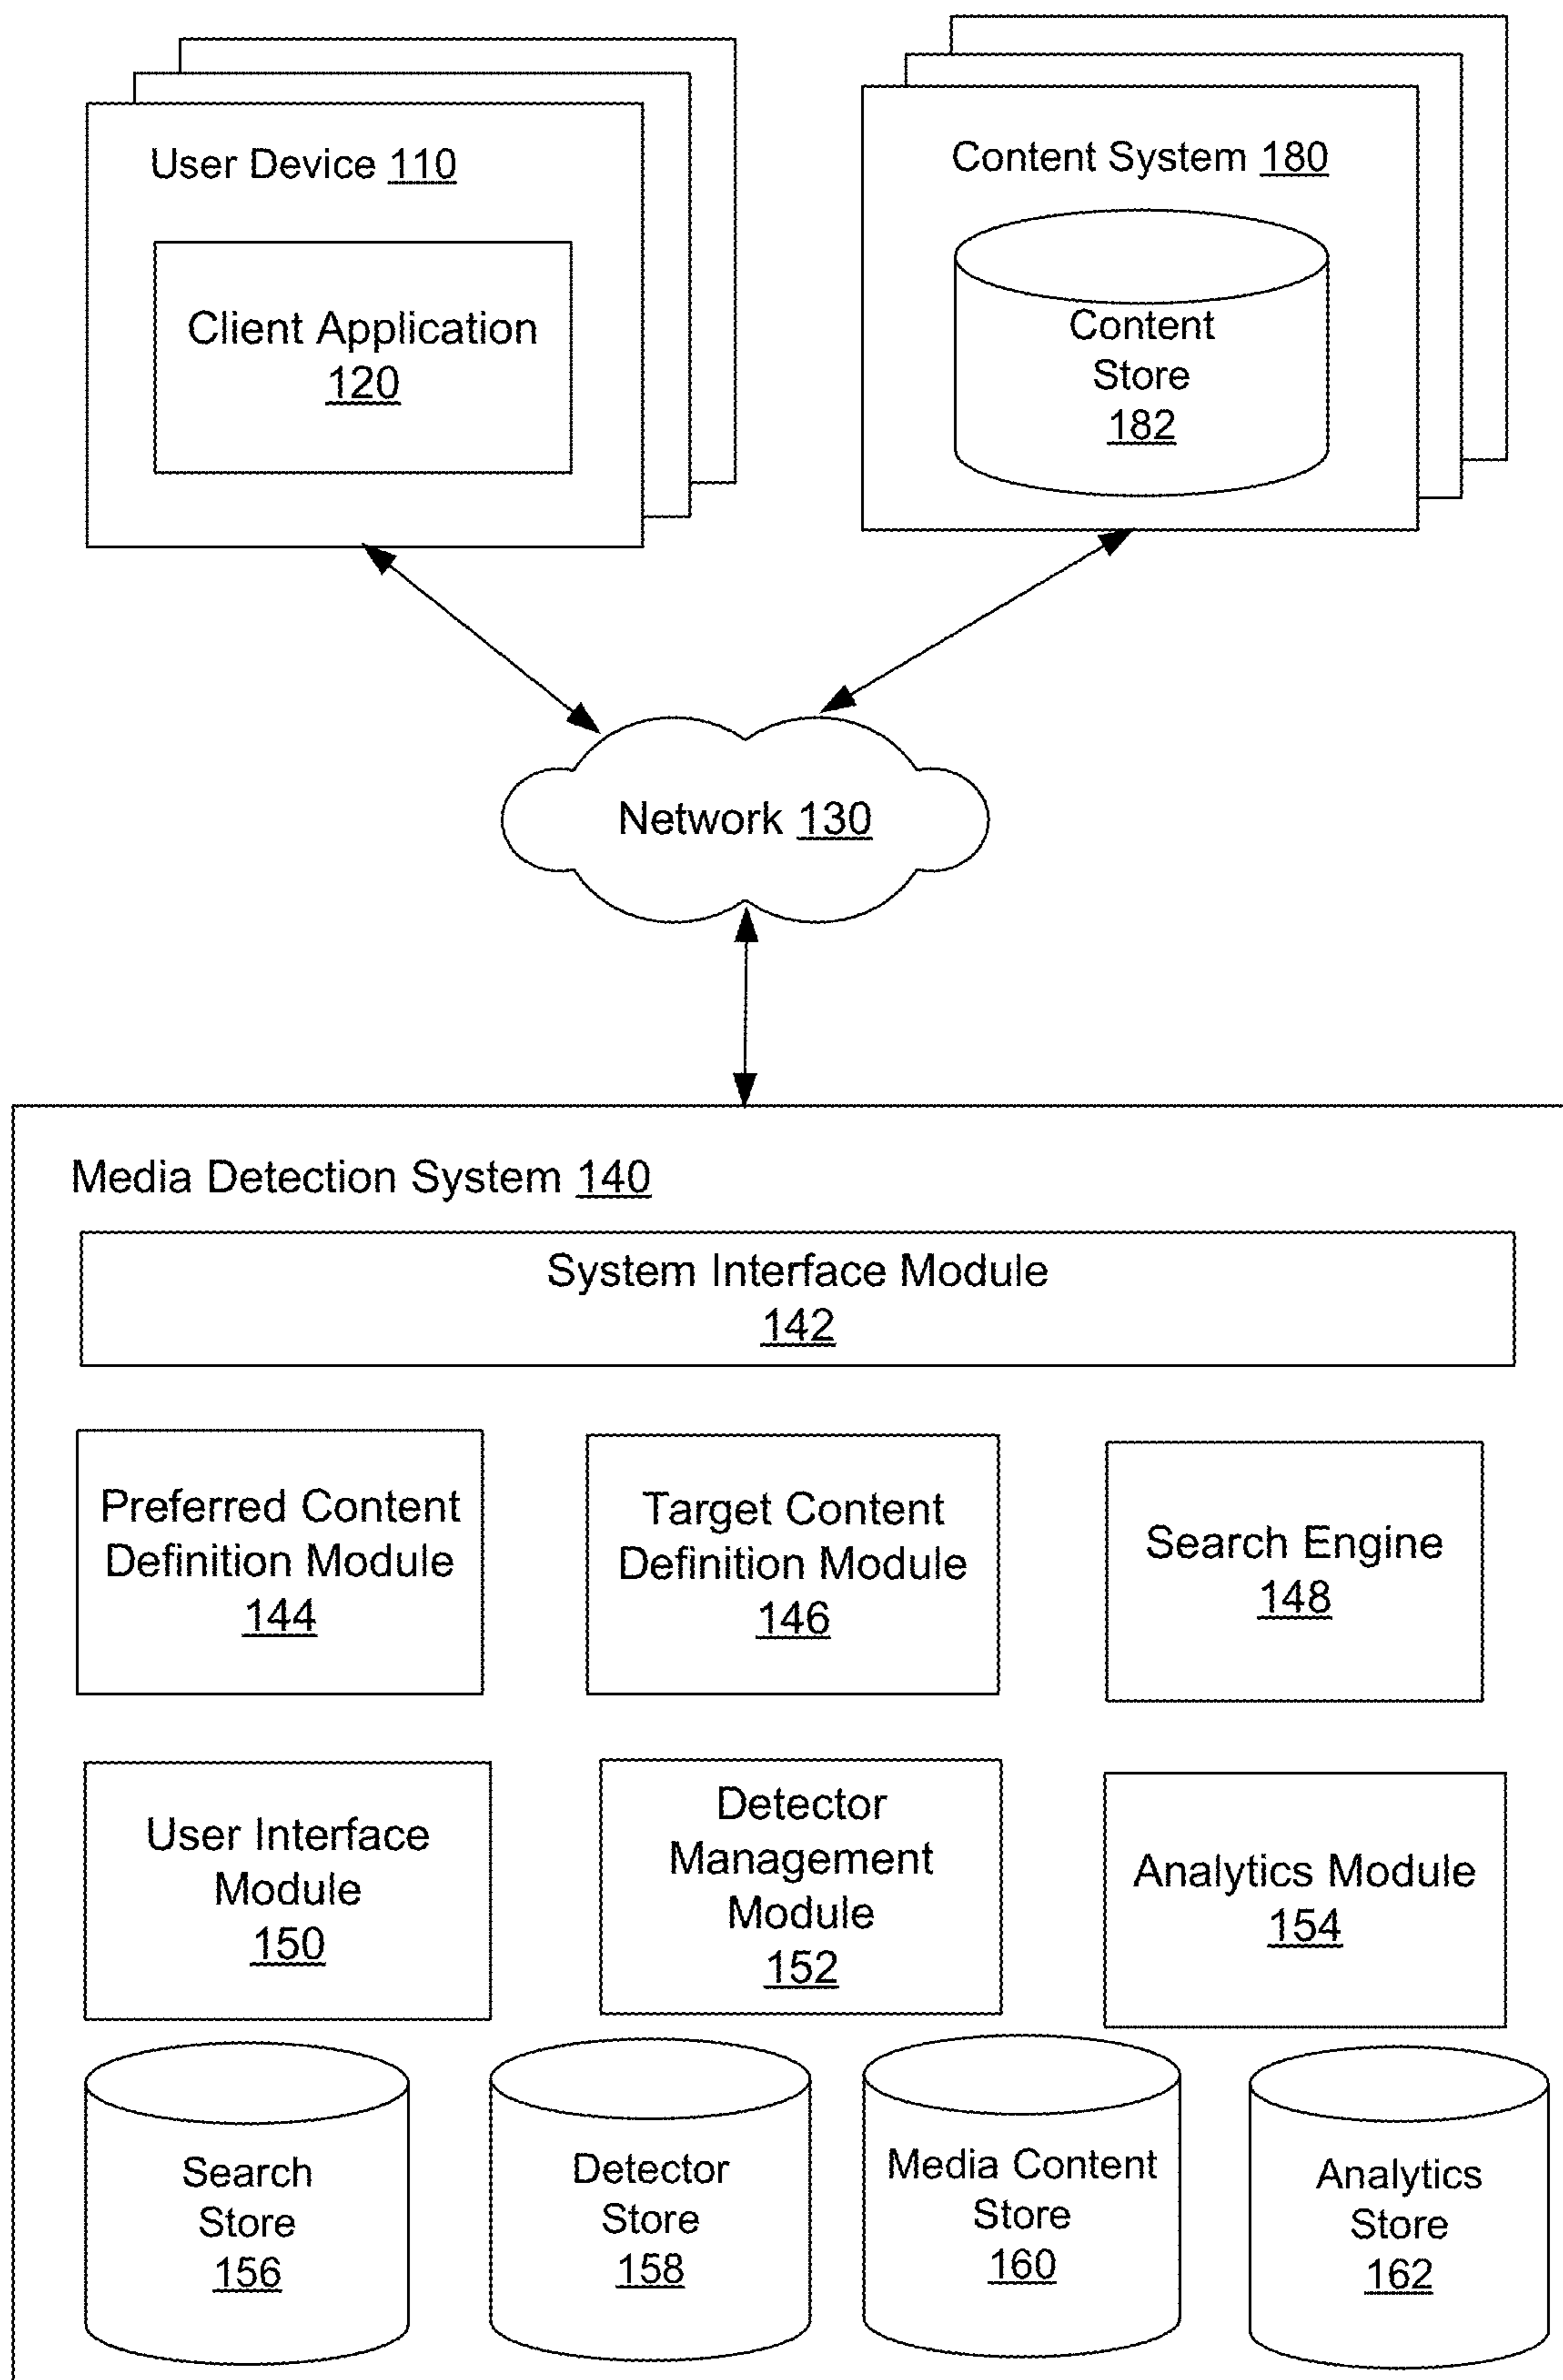 User Device 110
Client Application
120
Content System 180
Content
Store
182
Network 130
Media Detection System 140
System Interface Module
142
Preferred Content
Definition Module
144
Target Content
Definition Module
146
Search Engine
148
User Interface
Module
150
Detector
Management
Module
152
Analytics Module
154
Search
Store
156
Detector
Store
158
Media Content
Store
160
Analytics
Store
162